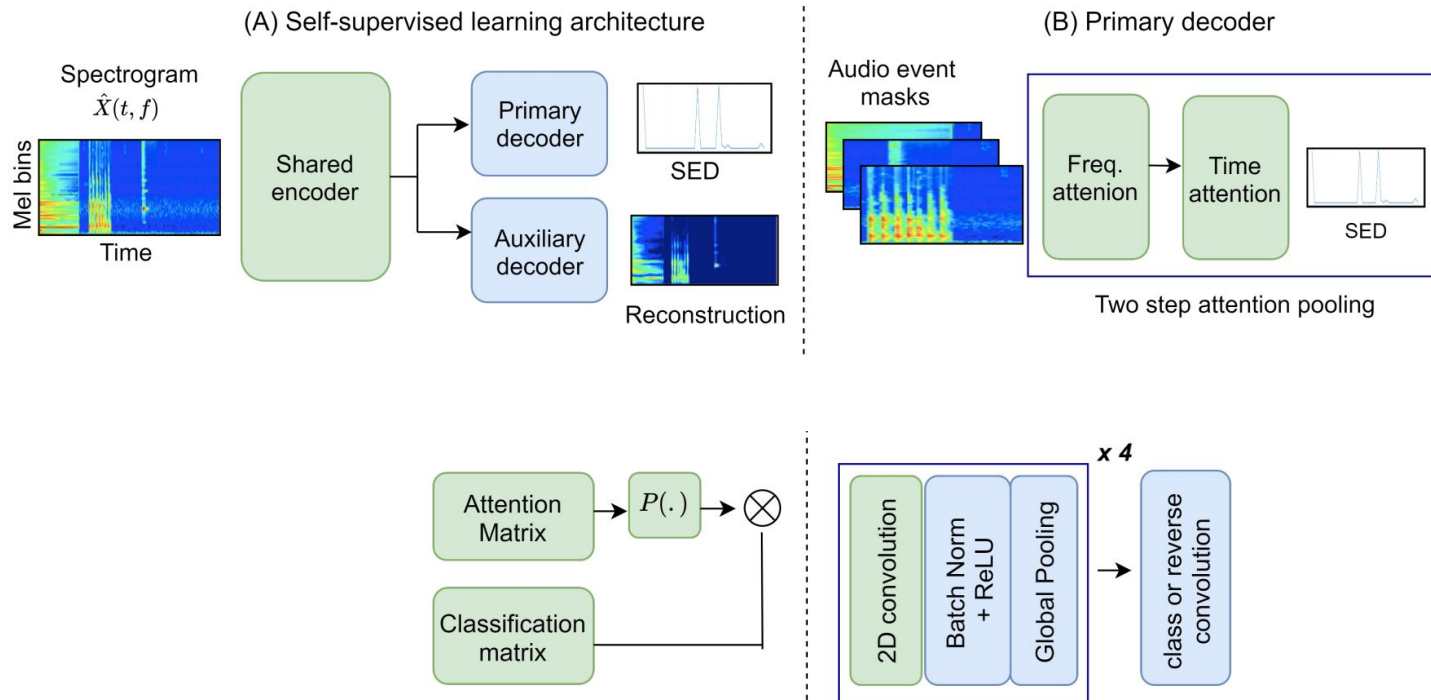 (A) Self-supervised learning architecture
Spectrogram
X̂(t, f)
Mel bins
Time
Shared
encoder
Primary
decoder
SED
Auxiliary
decoder
Reconstruction
(B) Primary decoder
Audio event
masks
Freq.
attenion
Time
attention
SED
Two step attention pooling
Attention
Matrix
P(.)
Classification
matrix
x 4
2D convolution
Batch Norm
+ ReLU
Global Pooling
class or reverse
convolution